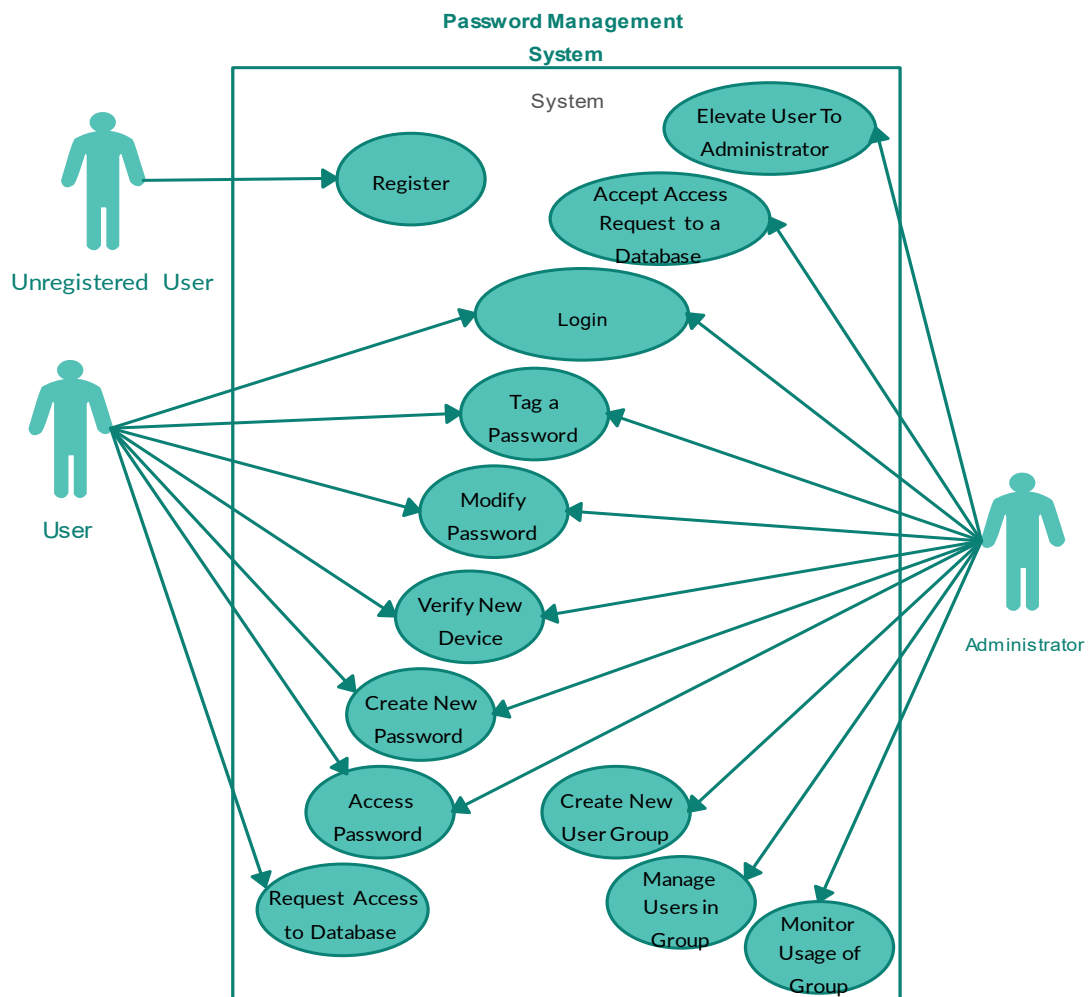 Password Management
System
System
Elevate User To
Administrator
Register
Accept Access
Request to a
Database
Unregistered User
Login
Tag a
Password
Modify
Password
User
Verify New
Device
Administrator
Create New
Password
Access
Password
Create New
User Group
Request Access
to Database
Manage
Users in
Group
Monitor
Usage of
Group